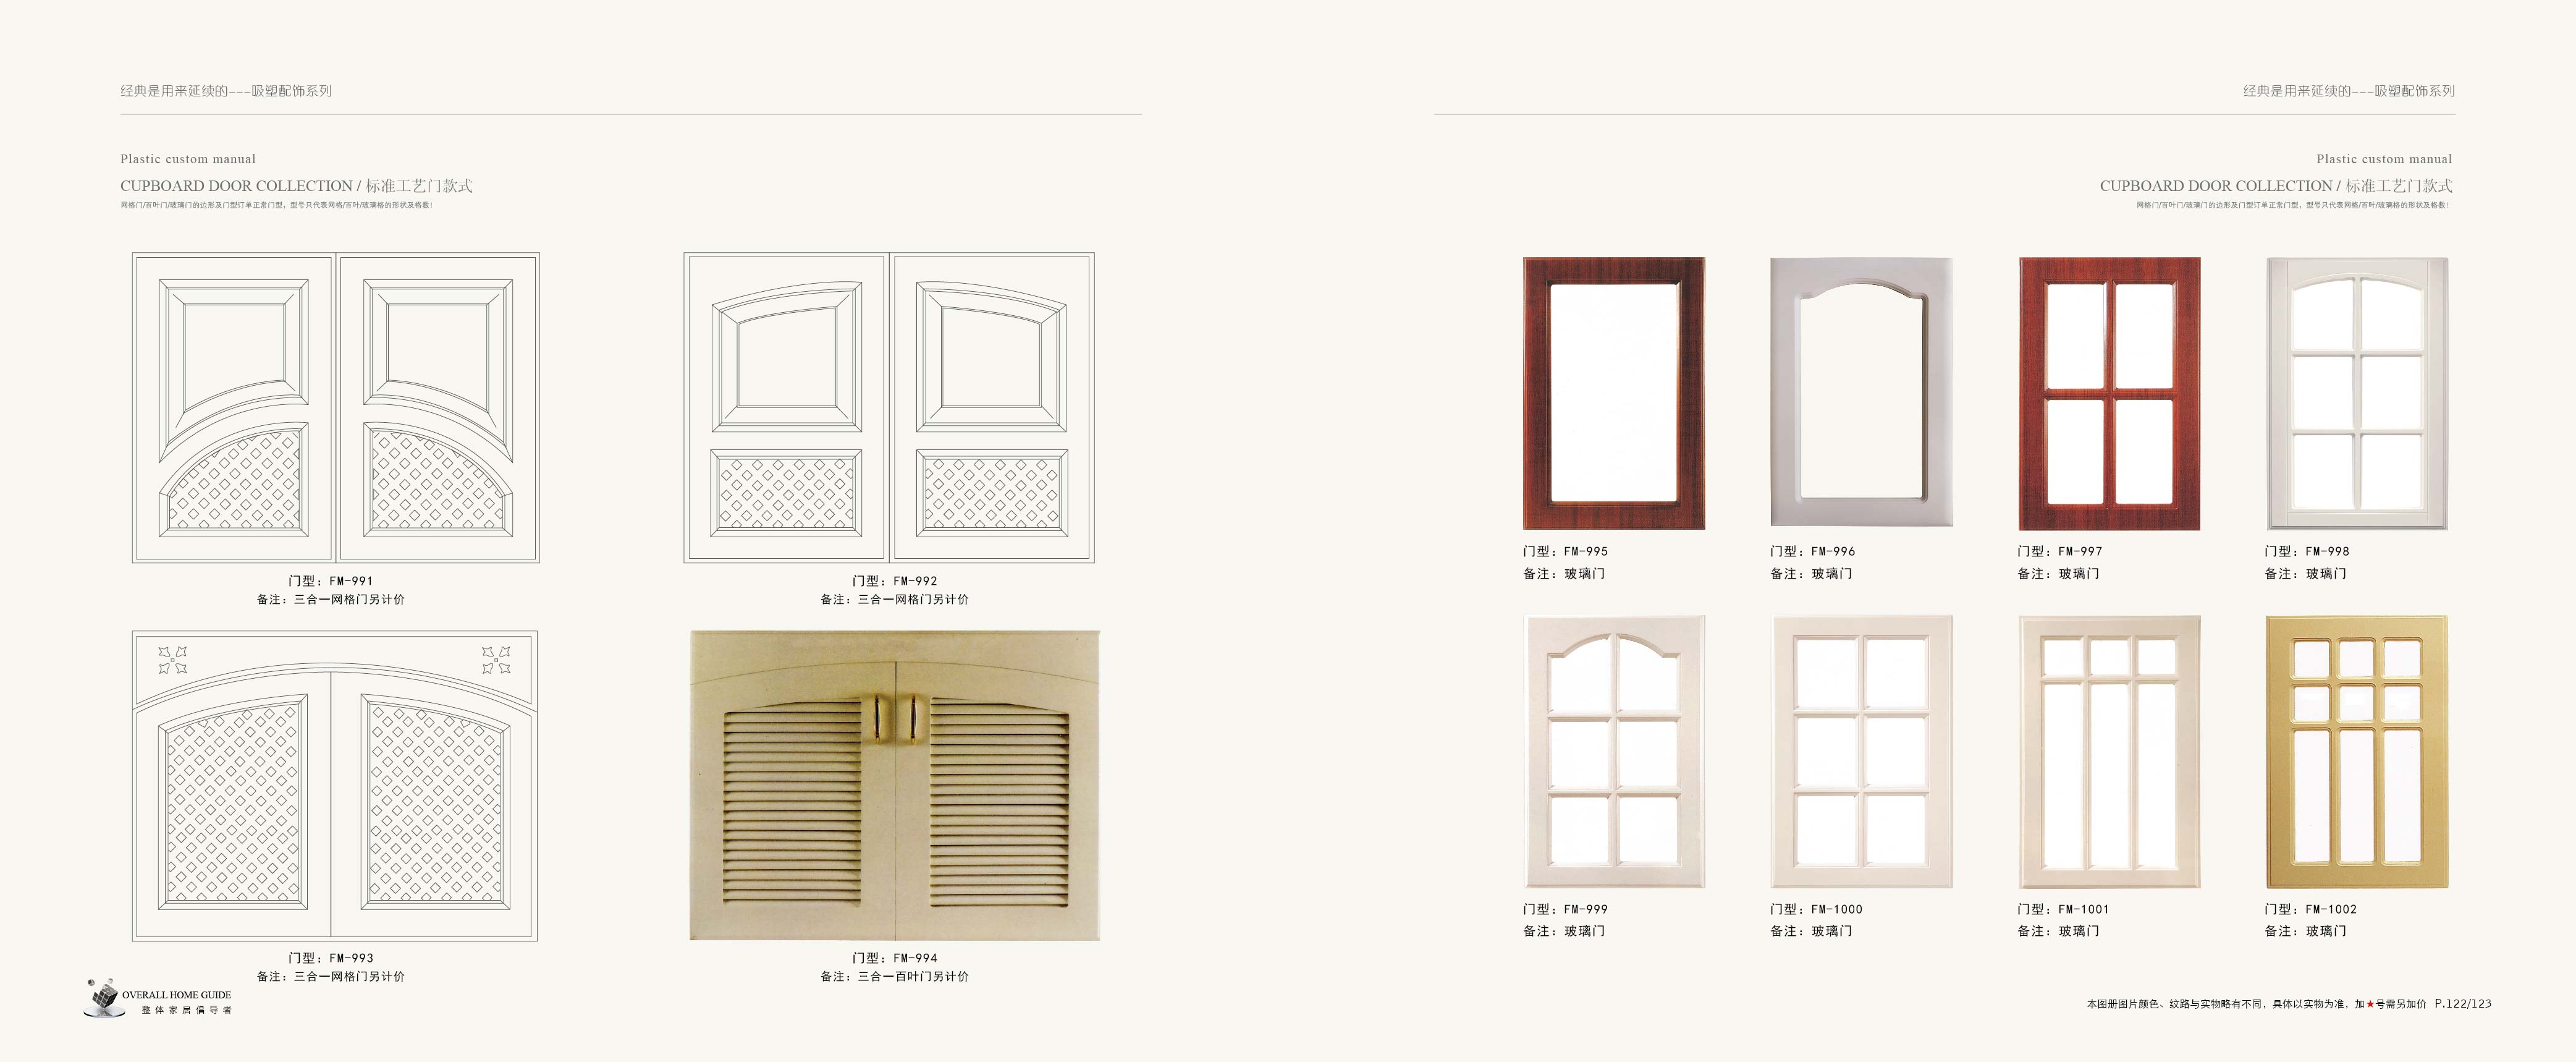 经典是用来延续的---吸塑配饰系列
Plastic custom manual
CUPBOARD DOOR COLLECTION / 标准工艺门款式
网格门/百叶门/玻璃门的边形及门型订单正常门型，型号只代表网格/百叶/玻璃格的形状及格数！
门型：FM-991
备注：三合一网格门另计价
门型：FM-992
备注：三合一网格门另计价
门型：FM-993
备注：三合一网格门另计价
门型：FM-994
备注：三合一百叶门另计价
OVERALL HOME GUIDE
整体家居倡导者
经典是用来延续的---吸塑配饰系列
Plastic custom manual
CUPBOARD DOOR COLLECTION / 标准工艺门款式
网格门/百叶门/玻璃门的边形及门型订单正常门型，型号只代表网格/百叶/玻璃格的形状及格数！
门型：FM-995
备注：玻璃门
门型：FM-996
备注：玻璃门
门型：FM-997
备注：玻璃门
门型：FM-998
备注：玻璃门
门型：FM-999
备注：玻璃门
门型：FM-1000
备注：玻璃门
门型：FM-1001
备注：玻璃门
门型：FM-1002
备注：玻璃门
本图册图片颜色、纹路与实物略有不同，具体以实物为准，加★号需另加价 P.122/123